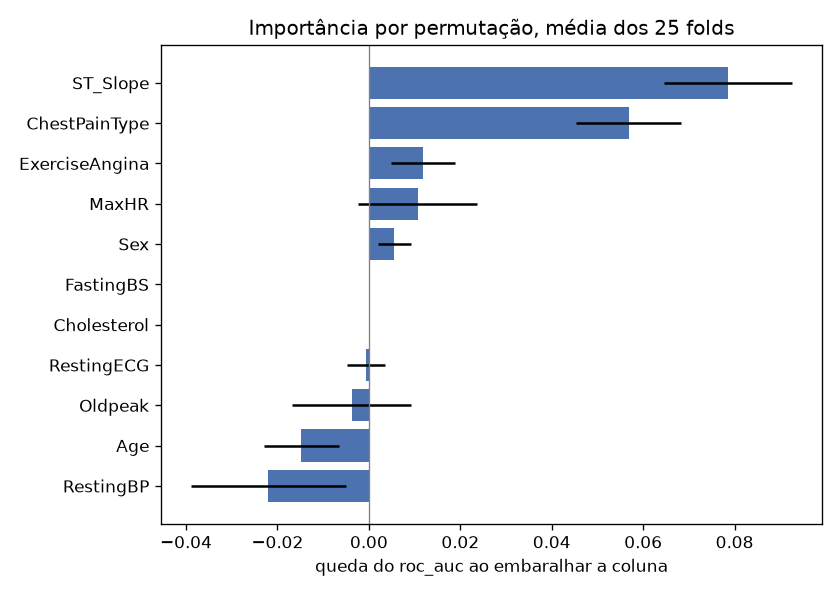 Importância por permutação, média dos 25 folds
ST_Slope
ChestPainType
ExerciseAngina
MaxHR
Sex
FastingBS
Cholesterol
RestingECG
Oldpeak
Age
RestingBP
−0.04 −0.02 0.00 0.02 0.04 0.06 0.08
queda do roc_auc ao embaralhar a coluna